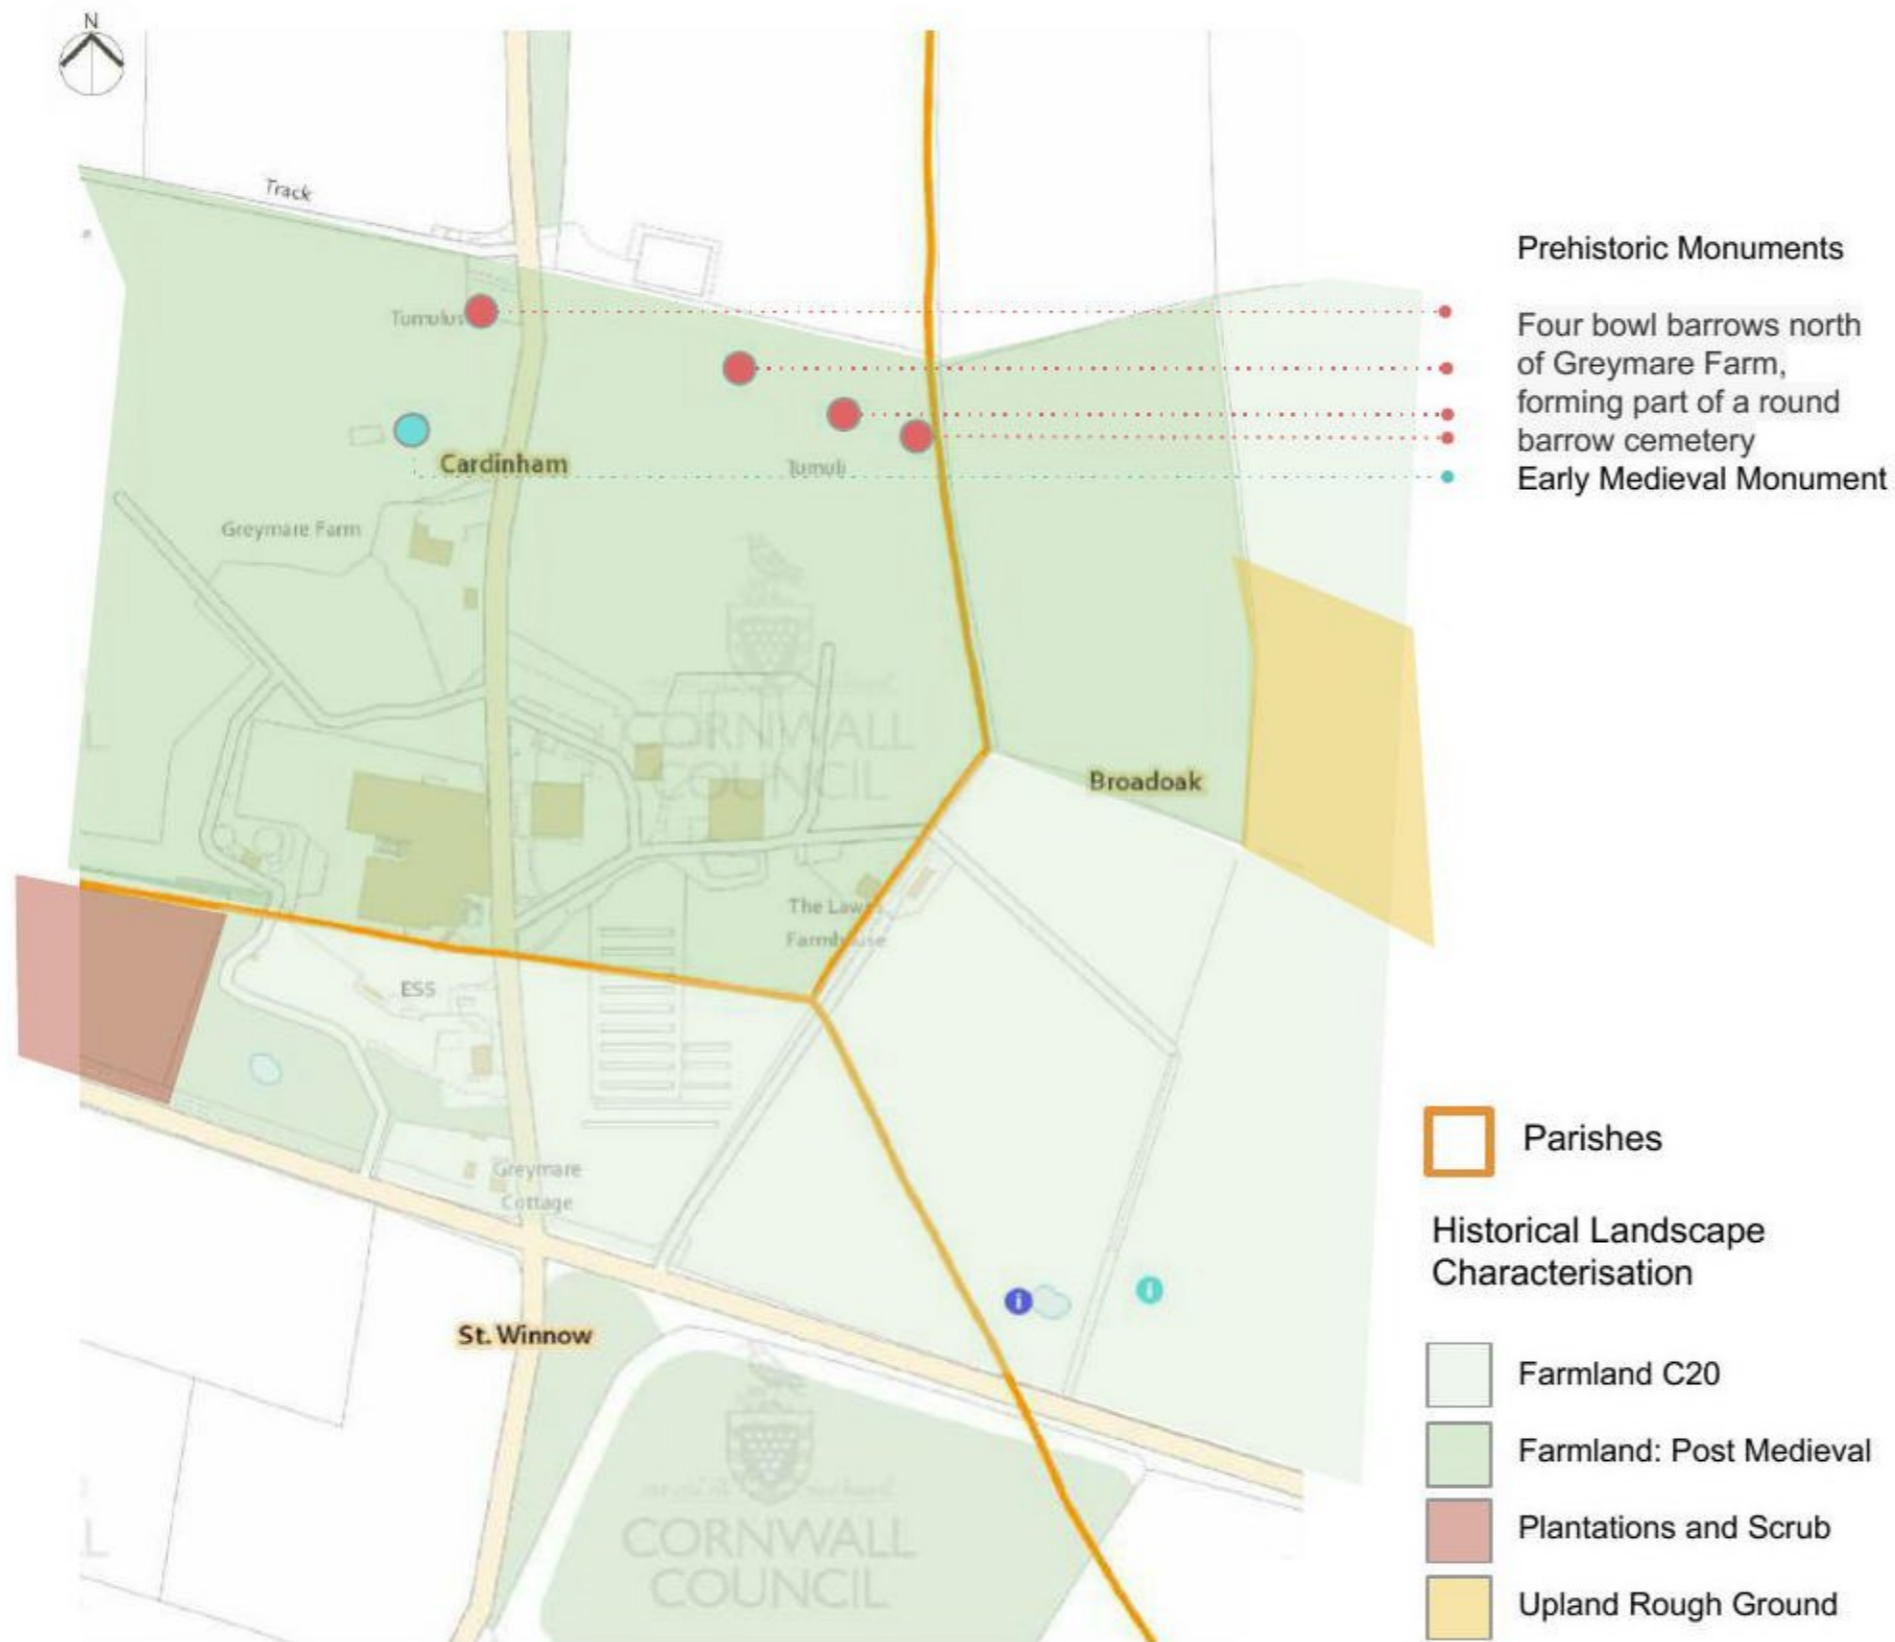 N
Track
Tumulus
Cardinham
Tumuli
Greymare Farm
CORNWALL
COUNCIL
L
Broadoak
The Lawn
Farmhouse
ESS
Greymare
Cottage
St. Winnow
i
i
CORNWALL
COUNCIL
L
Prehistoric Monuments
Four bowl barrows north
of Greymare Farm,
forming part of a round
barrow cemetery
Early Medieval Monument
Parishes
Historical Landscape
Characterisation
Farmland C20
Farmland: Post Medieval
Plantations and Scrub
Upland Rough Ground